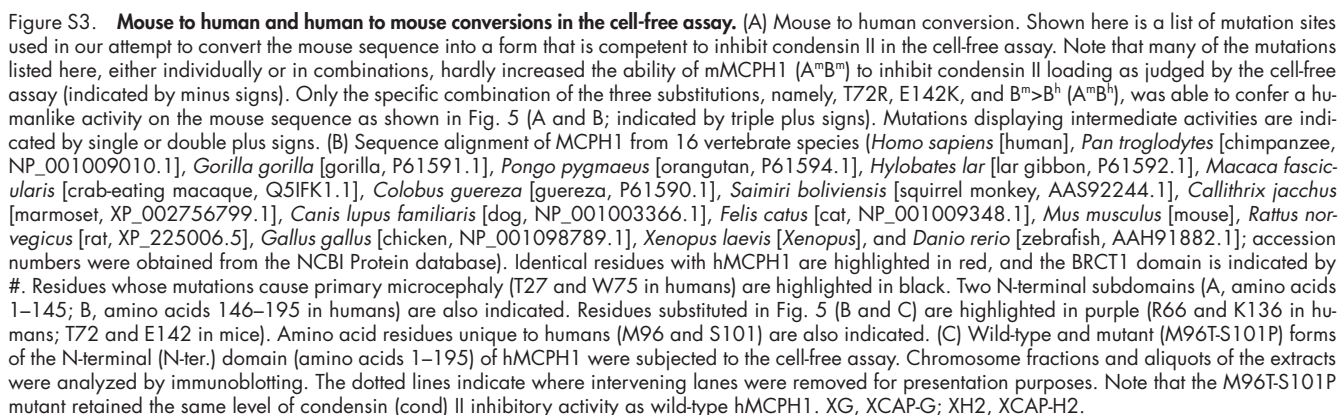 Figure S3. Mouse to human and human to mouse conversions in the cell-free assay. (A) Mouse to human conversion. Shown here is a list of mutation sites
used in our attempt to convert the mouse sequence into a form that is competent to inhibit condensin II in the cell-free assay. Note that many of the mutations
listed here, either individually or in combinations, hardly increased the ability of mMCPH1 (AᵐBᵐ) to inhibit condensin II loading as judged by the cell-free
assay (indicated by minus signs). Only the specific combination of the three substitutions, namely, T72R, E142K, and Bᵐ>Bʰ (AᵐBʰ), was able to confer a hu-
manlike activity on the mouse sequence as shown in Fig. 5 (A and B; indicated by triple plus signs). Mutations displaying intermediate activities are indi-
cated by single or double plus signs. (B) Sequence alignment of MCPH1 from 16 vertebrate species (Homo sapiens [human], Pan troglodytes [chimpanzee,
NP_001009010.1], Gorilla gorilla [gorilla, P61591.1], Pongo pygmaeus [orangutan, P61594.1], Hylobates lar [lar gibbon, P61592.1], Macaca fascic-
ularis [crab-eating macaque, Q5IFK1.1], Colobus guereza [guereza, P61590.1], Saimiri boliviensis [squirrel monkey, AAS92244.1], Callithrix jacchus
[marmoset, XP_002756799.1], Canis lupus familiaris [dog, NP_001003366.1], Felis catus [cat, NP_001009348.1], Mus musculus [mouse], Rattus nor-
vegicus [rat, XP_225006.5], Gallus gallus [chicken, NP_001098789.1], Xenopus laevis [Xenopus], and Danio rerio [zebrafish, AAH91882.1]; accession
numbers were obtained from the NCBI Protein database). Identical residues with hMCPH1 are highlighted in red, and the BRCT1 domain is indicated by
#. Residues whose mutations cause primary microcephaly (T27 and W75 in humans) are highlighted in black. Two N-terminal subdomains (A, amino acids
1–145; B, amino acids 146–195 in humans) are also indicated. Residues substituted in Fig. 5 (B and C) are highlighted in purple (R66 and K136 in hu-
mans; T72 and E142 in mice). Amino acid residues unique to humans (M96 and S101) are also indicated. (C) Wild-type and mutant (M96T-S101P) forms
of the N-terminal (N-ter.) domain (amino acids 1–195) of hMCPH1 were subjected to the cell-free assay. Chromosome fractions and aliquots of the extracts
were analyzed by immunoblotting. The dotted lines indicate where intervening lanes were removed for presentation purposes. Note that the M96T-S101P
mutant retained the same level of condensin (cond) II inhibitory activity as wild-type hMCPH1. XG, XCAP-G; XH2, XCAP-H2.